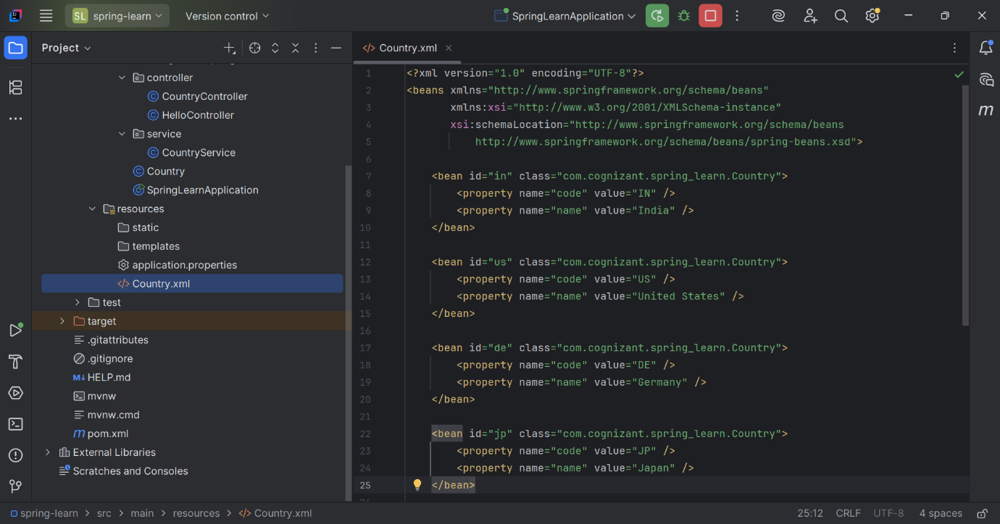 SL spring-learn
Version control
SpringLearnApplication
Project
controller
CountryController
HelloController
service
CountryService
Country
SpringLearnApplication
resources
static
templates
application.properties
Country.xml
test
target
.gitattributes
.gitignore
HELP.md
mvnw
mvnw.cmd
pom.xml
External Libraries
Scratches and Consoles
Country.xml
1 <?xml version="1.0" encoding="UTF-8"?>
2 <beans xmlns="http://www.springframework.org/schema/beans"
3 xmlns:xsi="http://www.w3.org/2001/XMLSchema-instance"
4 xsi:schemaLocation="http://www.springframework.org/schema/beans
5 http://www.springframework.org/schema/beans/spring-beans.xsd">
6
7 <bean id="in" class="com.cognizant.spring_learn.Country">
8 <property name="code" value="IN" />
9 <property name="name" value="India" />
10 </bean>
11
12 <bean id="us" class="com.cognizant.spring_learn.Country">
13 <property name="code" value="US" />
14 <property name="name" value="United States" />
15 </bean>
16
17 <bean id="de" class="com.cognizant.spring_learn.Country">
18 <property name="code" value="DE" />
19 <property name="name" value="Germany" />
20 </bean>
21
22 <bean id="jp" class="com.cognizant.spring_learn.Country">
23 <property name="code" value="JP" />
24 <property name="name" value="Japan" />
25 </bean>
spring-learn > src > main > resources > Country.xml
25:12 CRLF UTF-8 4 spaces